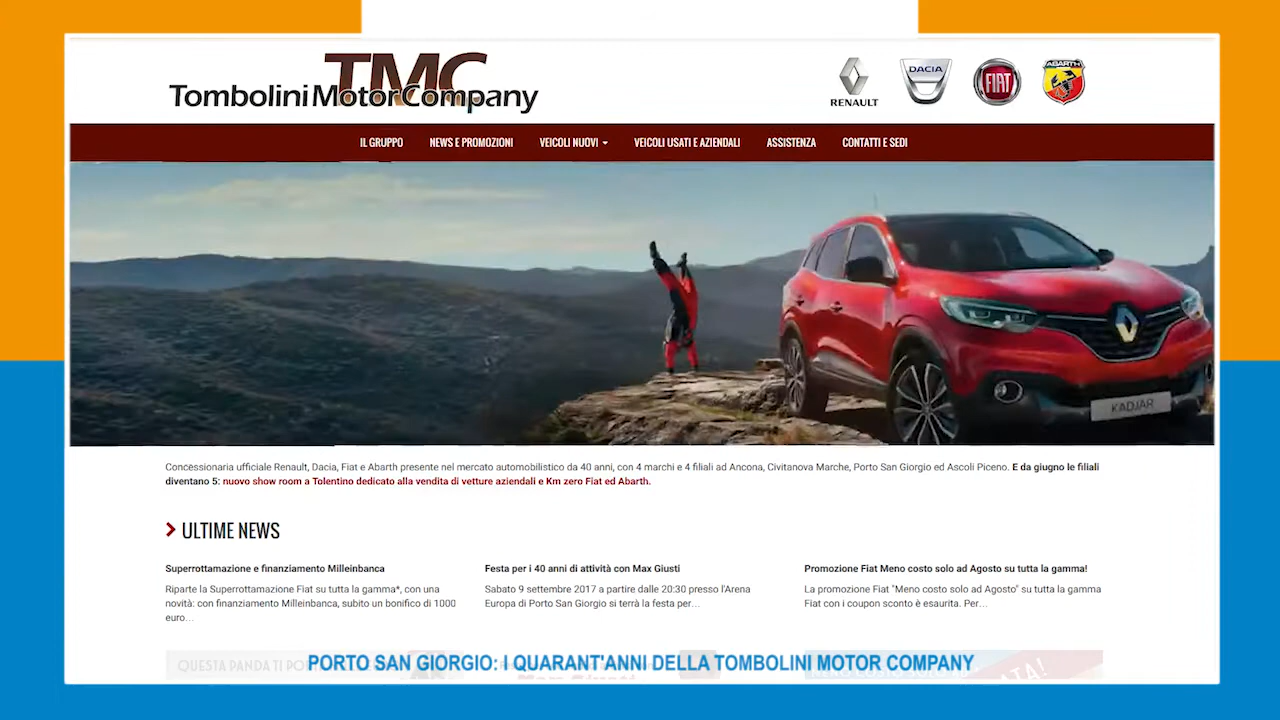 TMC
Tombolini Motor Company
RENAULT
DACIA
FIAT
ABARTH
IL GRUPPO
NEWS E PROMOZIONI
VEICOLI NUOVI
VEICOLI USATI E AZIENDALI
ASSISTENZA
CONTATTI E SEDI
KADJAR
Concessionaria ufficiale Renault, Dacia, Fiat e Abarth presente nel mercato automobilistico da 40 anni, con 4 marchi e 4 filiali ad Ancona, Civitanova Marche, Porto San Giorgio ed Ascoli Piceno. E da giugno le filiali
diventano 5: nuovo show room a Tolentino dedicato alla vendita di vetture aziendali e Km zero Fiat ed Abarth.
ULTIME NEWS
Superrottamazione e finanziamento Milleinbanca
Riparte la Superrottamazione Fiat su tutta la gamma*, con una
novità: con finanziamento Milleinbanca, subito un bonifico di 1000
euro…
Festa per i 40 anni di attività con Max Giusti
Sabato 9 settembre 2017 a partire dalle 20:30 presso l'Arena
Europa di Porto San Giorgio si terrà la festa per…
Promozione Fiat Meno costo solo ad Agosto su tutta la gamma!
La promozione Fiat "Meno costo solo ad Agosto" su tutta la gamma
Fiat con i coupon sconto è esaurita. Per…
QUESTA PANDA TI
PORTO SAN GIORGIO: I QUARANT'ANNI DELLA TOMBOLINI MOTOR COMPANY